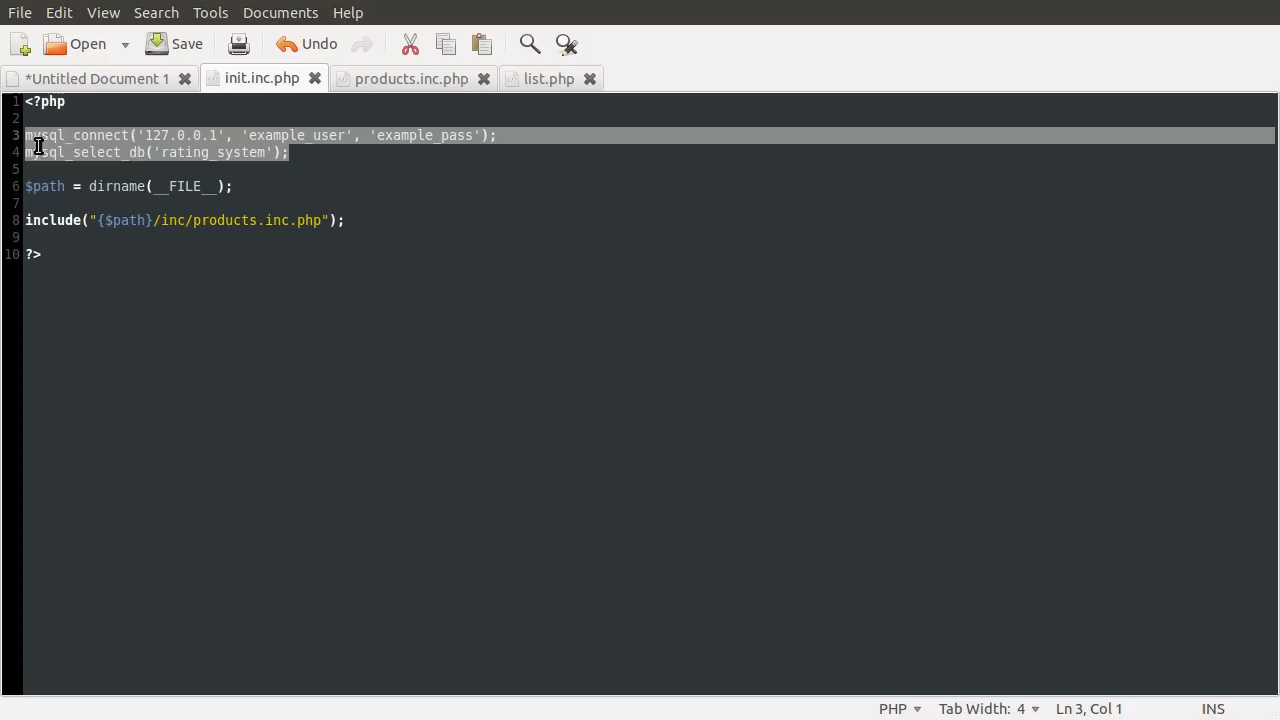 File Edit View Search Tools Documents Help
Open Save Undo
*Untitled Document 1 init.inc.php products.inc.php list.php
1 <?php
2
3 mysql_connect('127.0.0.1', 'example_user', 'example_pass');
4 mysql_select_db('rating_system');
5
6 $path = dirname(__FILE__);
7
8 include("{$path}/inc/products.inc.php");
9
10 ?>
PHP Tab Width: 4 Ln 3, Col 1 INS